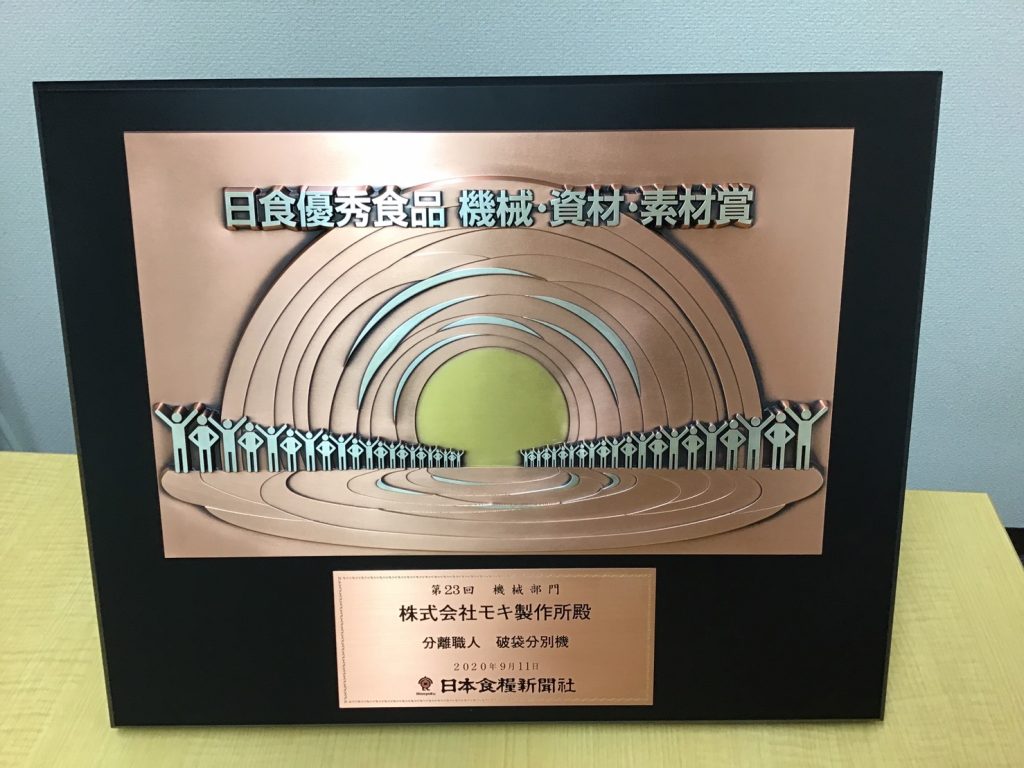 日食優秀食品 機械・資材・素材賞
第23回 機械部門
株式会社モキ製作所殿
分離職人 破袋分別機
2020年9月11日
日本食糧新聞社